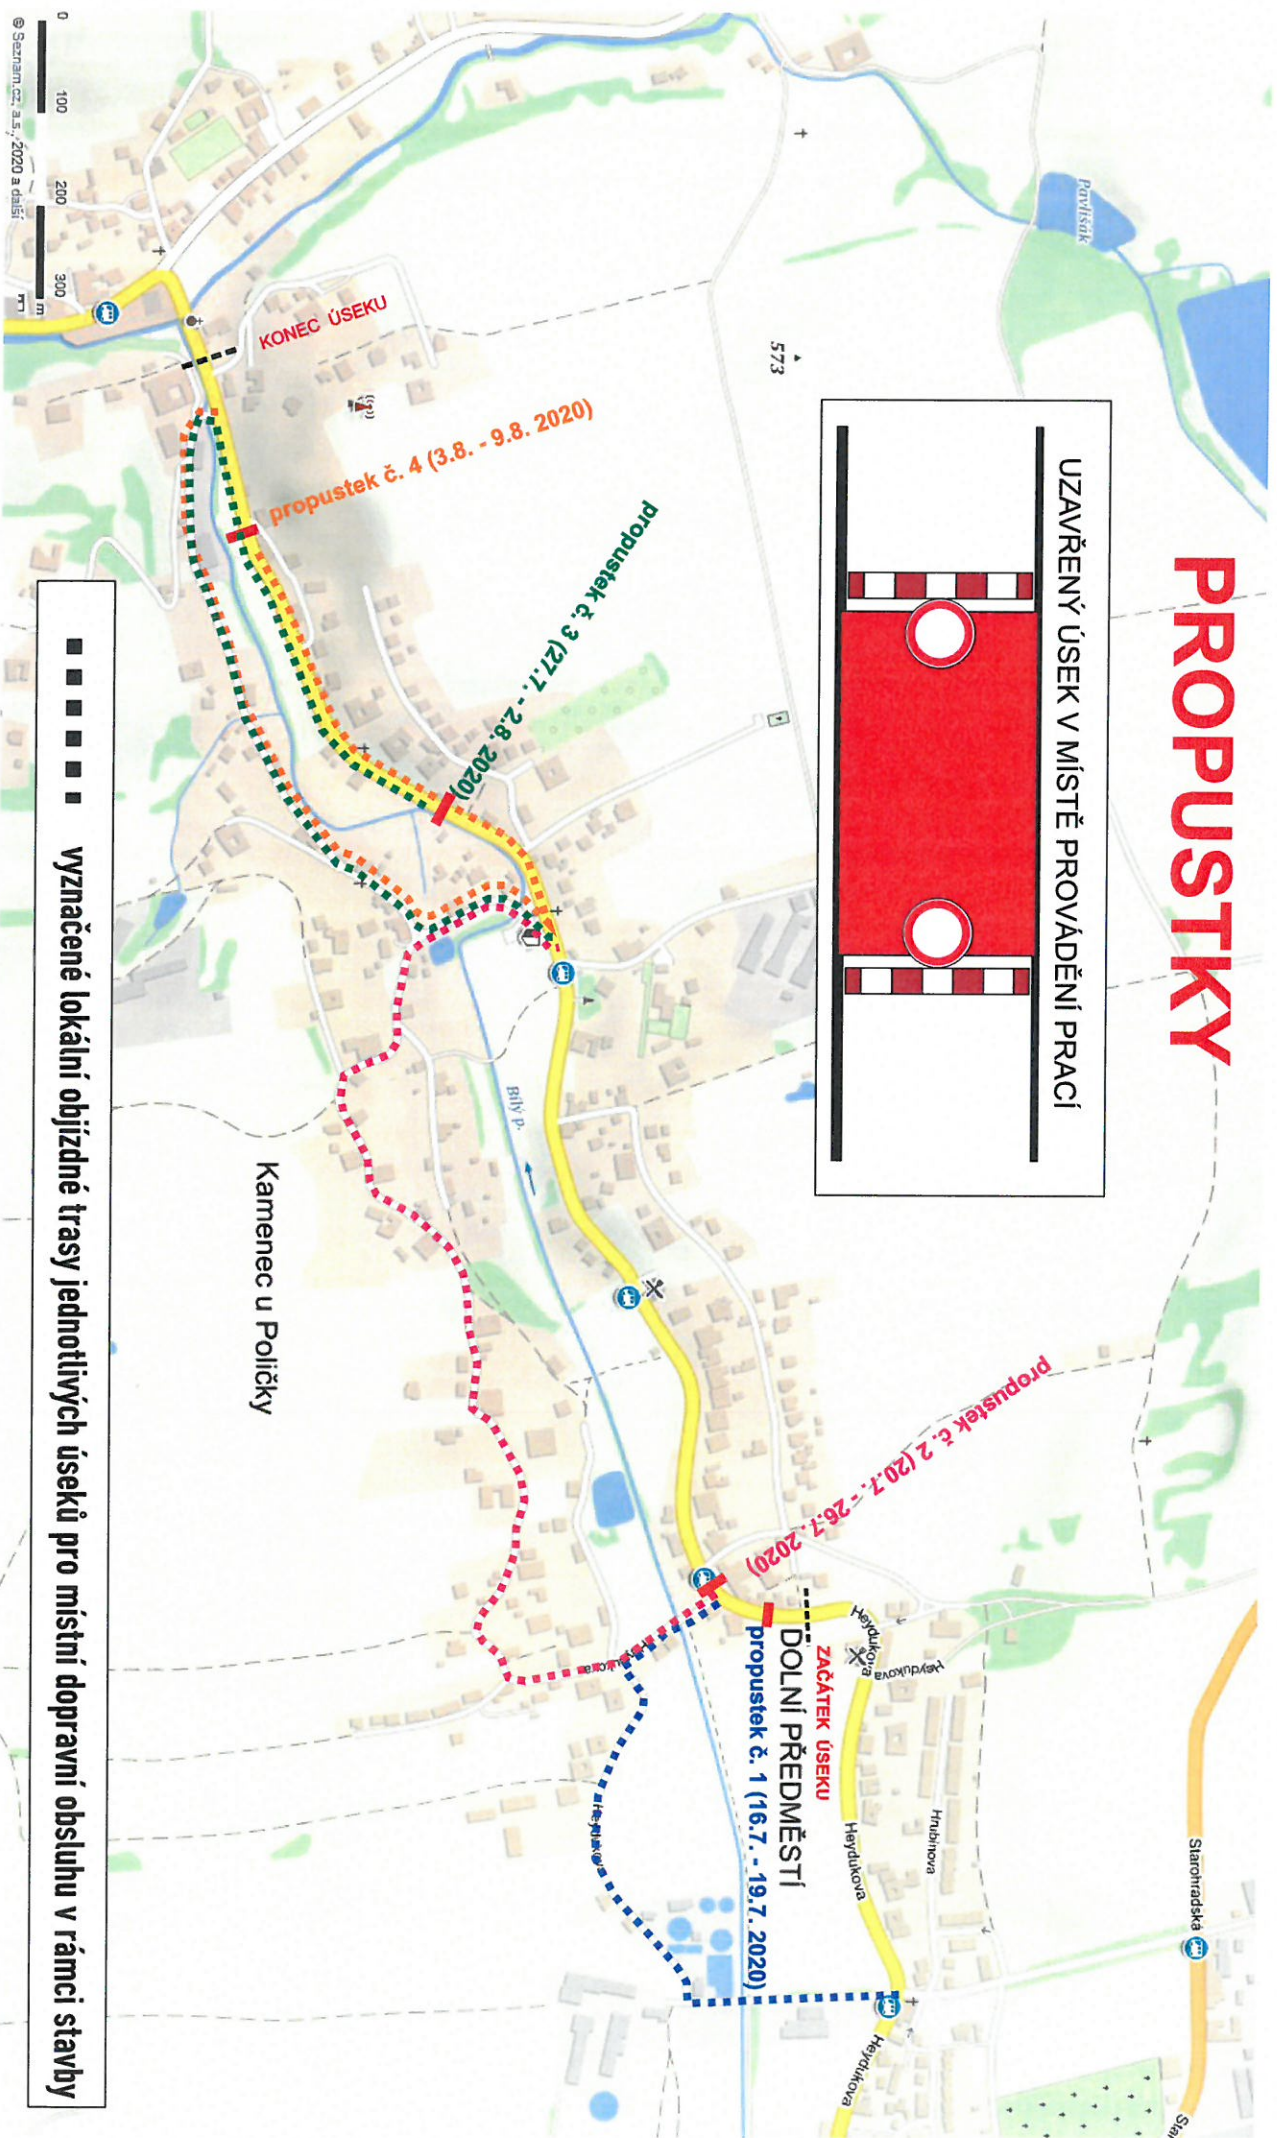 PROPUSTKY
UZAVŘENÝ ÚSEK V MÍSTĚ PROVÁDĚNÍ PRACÍ
Pavlišák
573
Starohradská
Hrubínova
Heydukova
Heydukova
Heydukova
Heydukova
Heydukova
ZAČÁTEK ÚSEKU
DOLNÍ PŘEDMĚSTÍ
propustek č. 1 (16.7. - 19.7. 2020)
propustek č. 2 (20.7. - 26.7. 2020)
propustek č. 3 (27.7. - 2.8. 2020)
propustek č. 4 (3.8. - 9.8. 2020)
KONEC ÚSEKU
Bílý p.
Kamenec u Poličky
vyznačené lokální objízdné trasy jednotlivých úseků pro místní dopravní obsluhu v rámci stavby
0 100 200 300 m
© Seznam.cz, a.s., 2020 a další